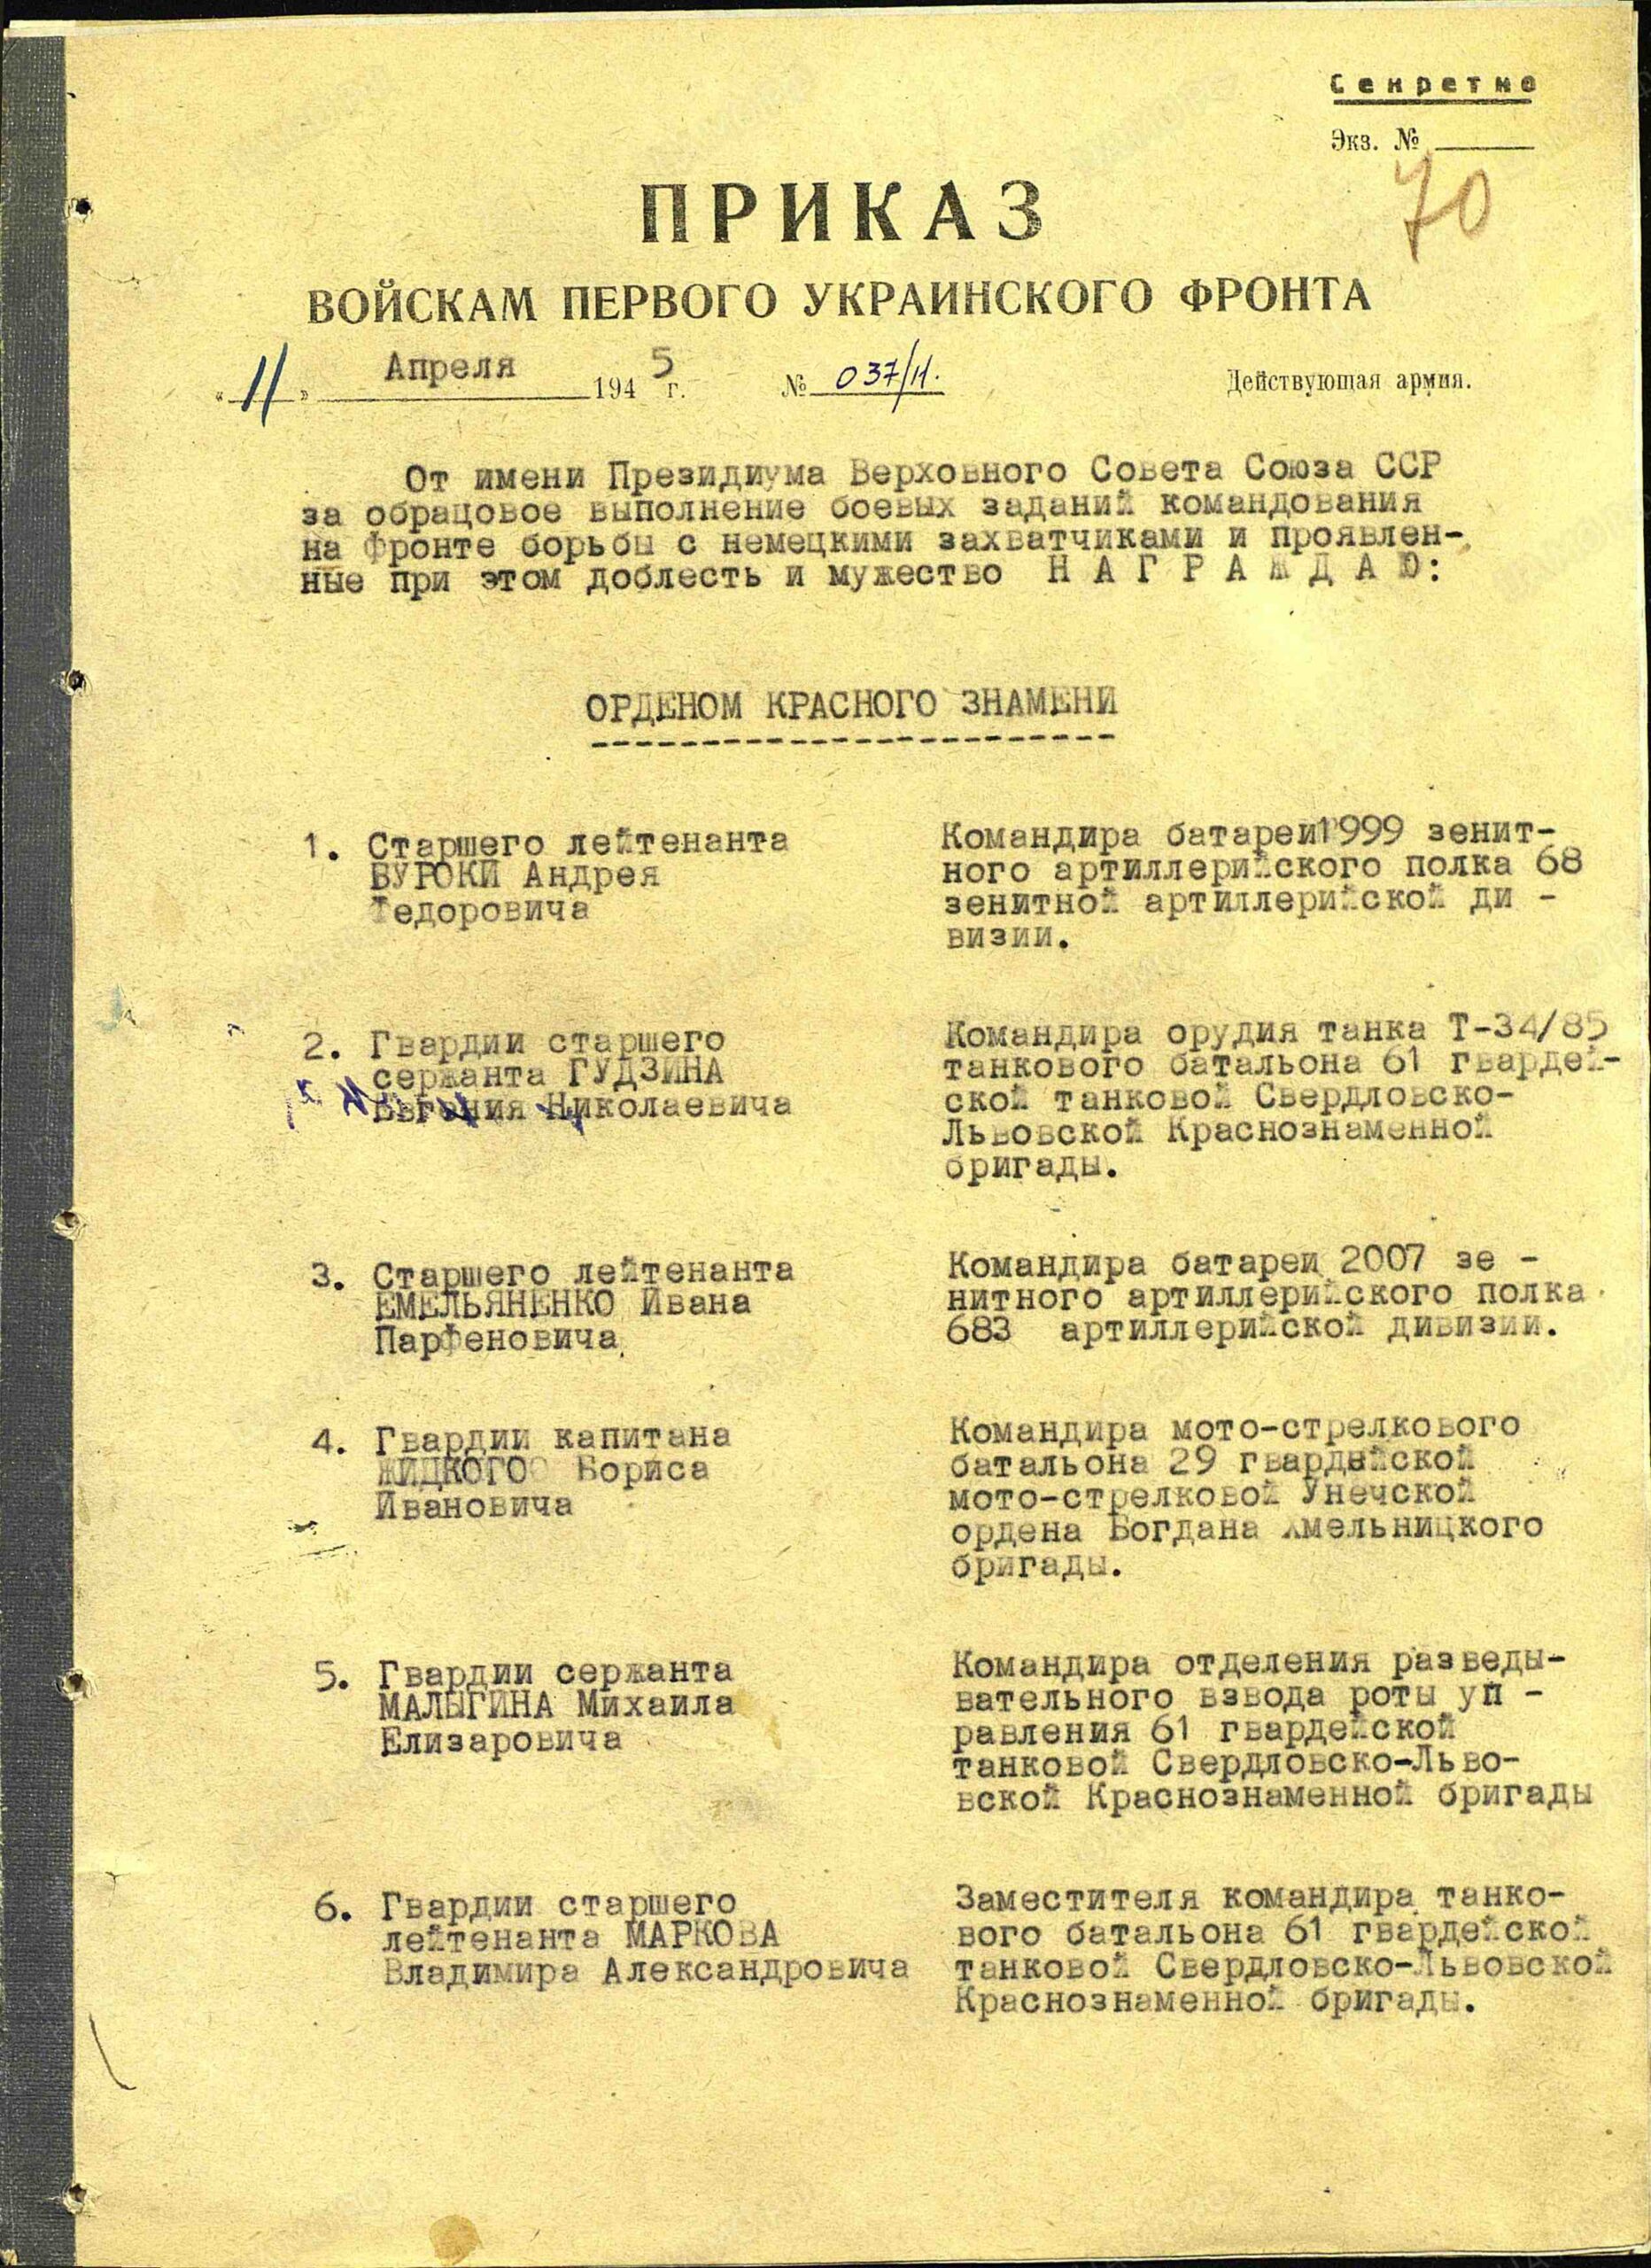 Секретно
Экз. №
70
ПРИКАЗ
ВОЙСКАМ ПЕРВОГО УКРАИНСКОГО ФРОНТА
„11" Апреля 1945 г. № 037/н. Действующая армия.
От имени Президиума Верховного Совета Союза ССР
за образцовое выполнение боевых заданий командования
на фронте борьбы с немецкими захватчиками и проявлен-
ные при этом доблесть и мужество Н А Г Р А Ж Д А Ю:
ОРДЕНОМ КРАСНОГО ЗНАМЕНИ
1. Старшего лейтенанта
БУРОКИ Андрея
Федоровича
Командира батареи 1999 зенит-
ного артиллерийского полка 68
зенитной артиллерийской ди -
визии.
2. Гвардии старшего
сержанта ГУДЗИНА
Евгения Николаевича
Командира орудия танка Т-34/85
танкового батальона 61 гвардей-
ской танковой Свердловско-
Львовской Краснознаменной
бригады.
3. Старшего лейтенанта
ЕМЕЛЬЯНЕНКО Ивана
Парфеновича
Командира батареи 2007 зе -
нитного артиллерийского полка
683 артиллерийской дивизии.
4. Гвардии капитана
ЖИДКОГО Бориса
Ивановича
Командира мото-стрелкового
батальона 29 гвардейской
мото-стрелковой Унечской
ордена Богдана Хмельницкого
бригады.
5. Гвардии сержанта
МАЛЫГИНА Михаила
Елизаровича
Командира отделения разведы-
вательного взвода роты уп -
равления 61 гвардейской
танковой Свердловско-Льво-
вской Краснознаменной бригады
6. Гвардии старшего
лейтенанта МАРКОВА
Владимира Александровича
Заместителя командира танко-
вого батальона 61 гвардейской
танковой Свердловско-Львовской
Краснознаменной бригады.